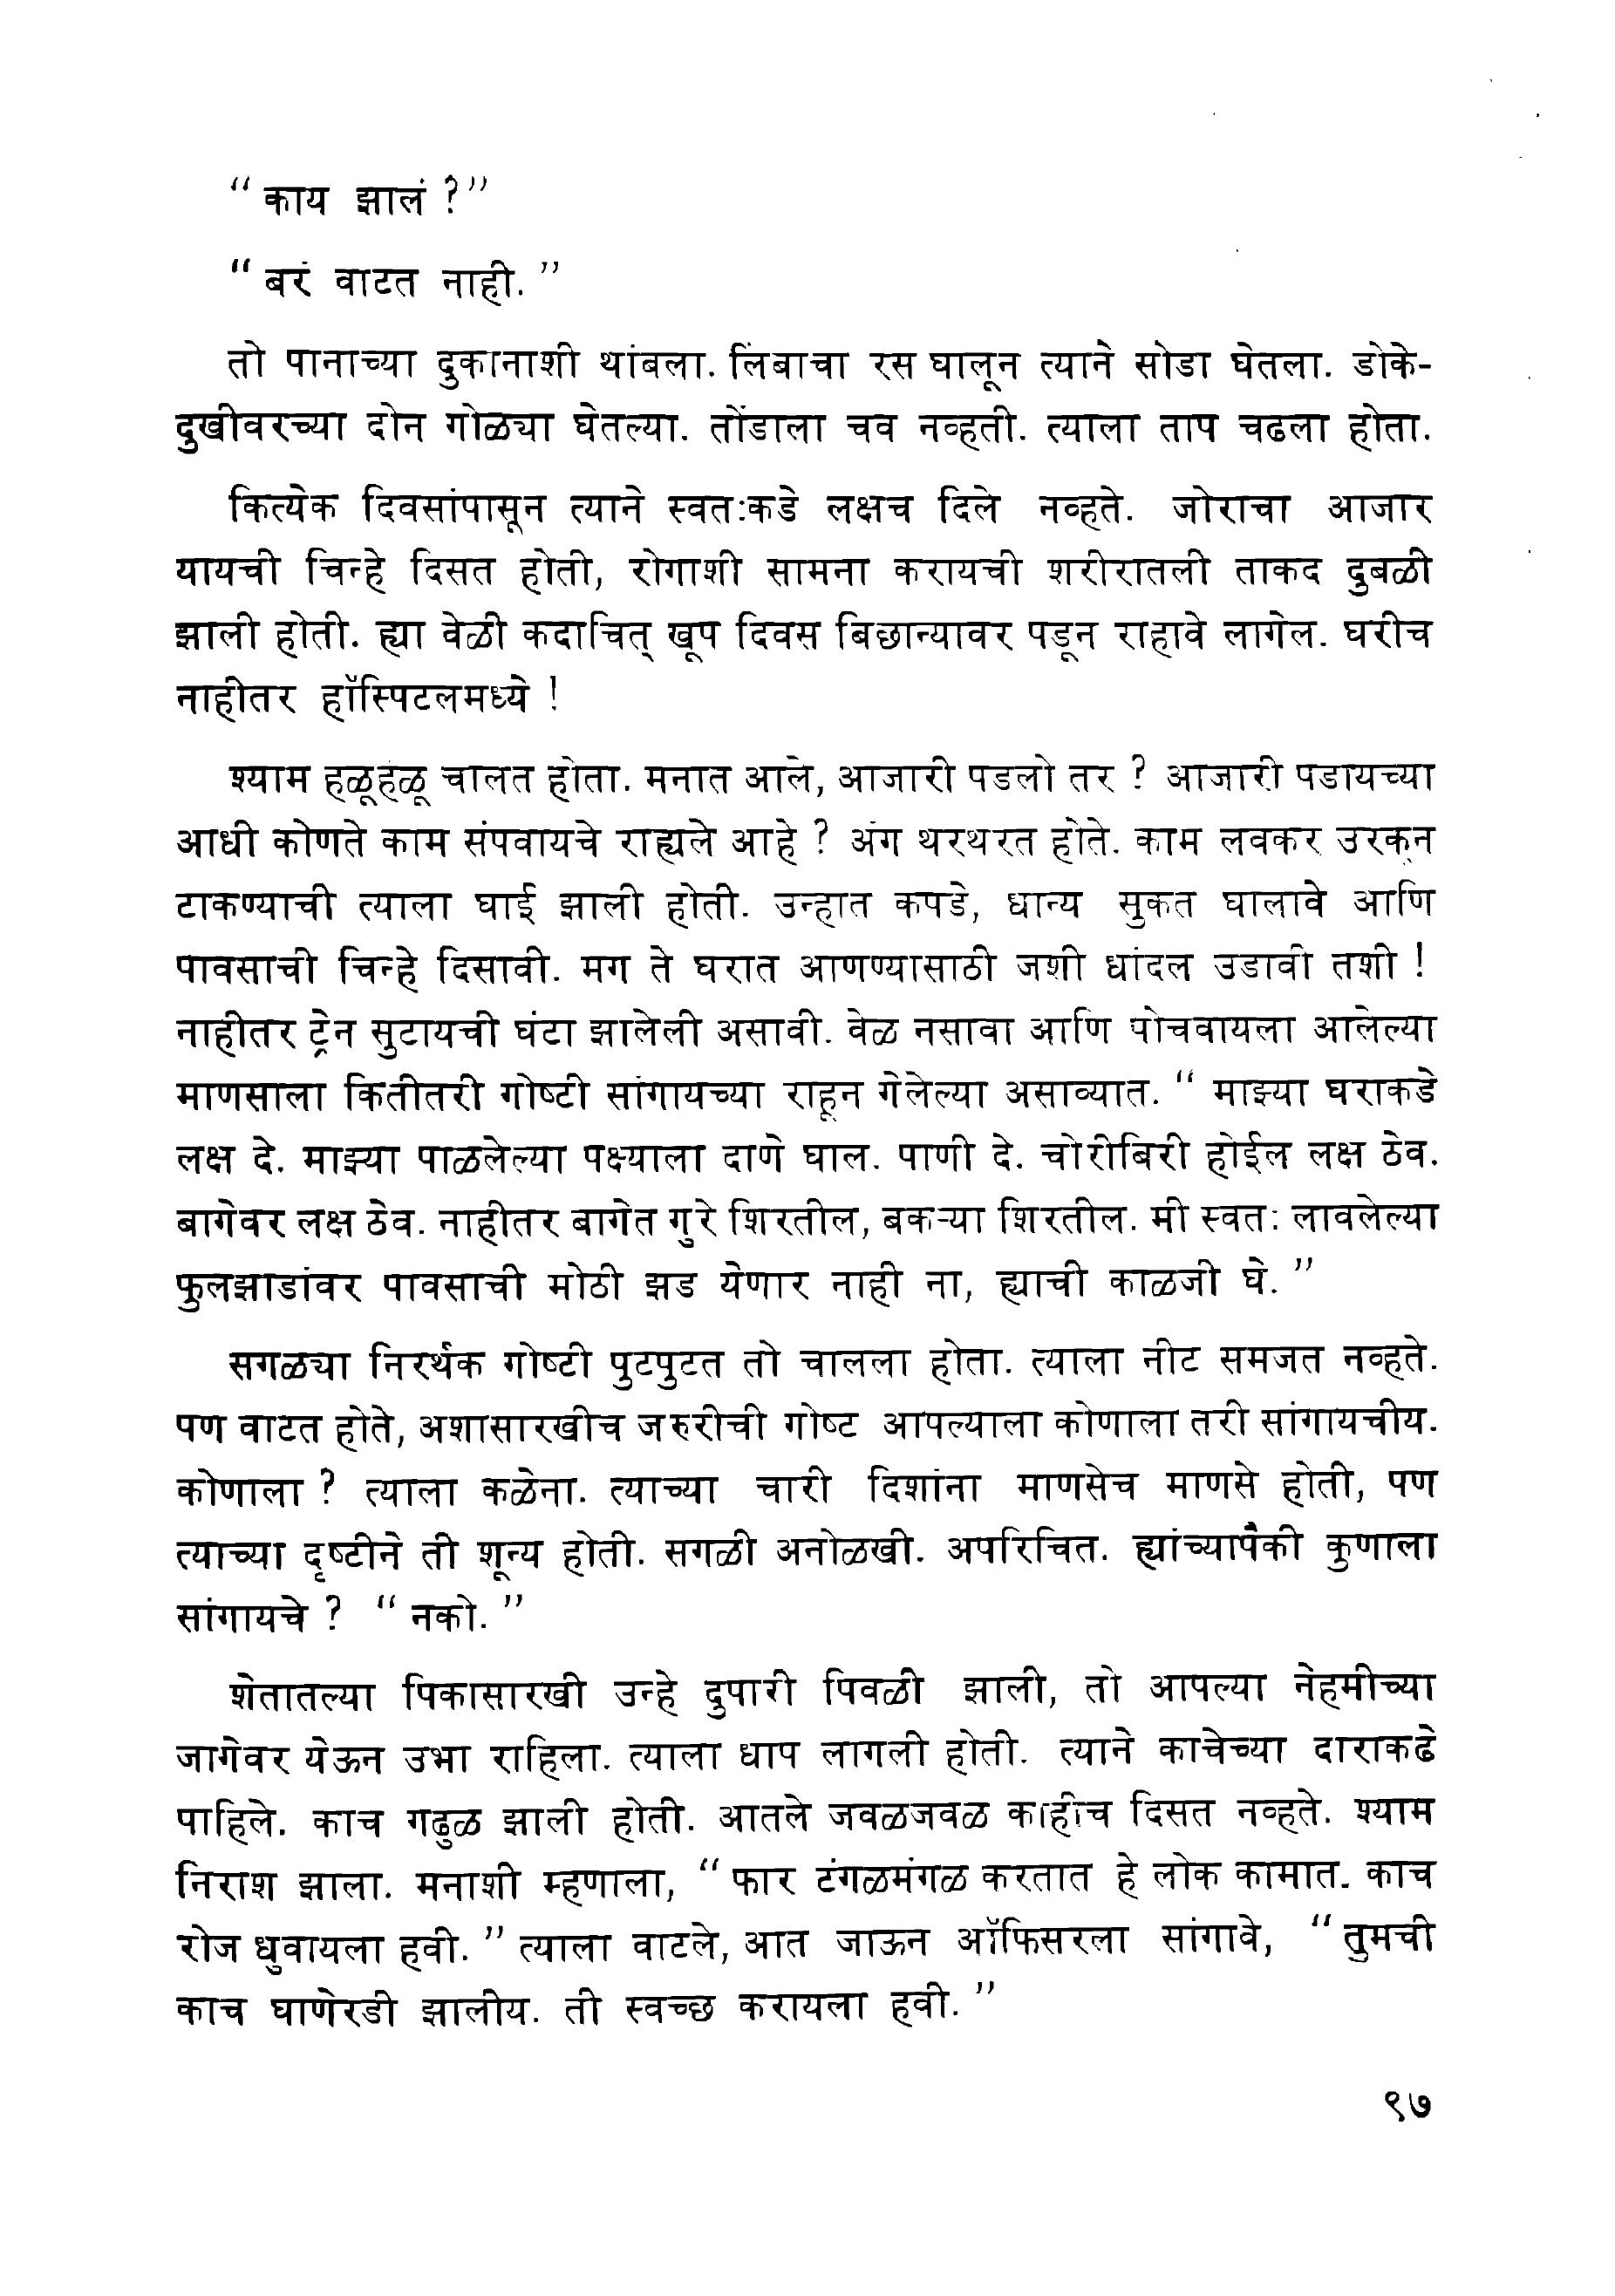 “ काय झालं ?”
“ बरं वाटत नाही. ”
तो पानाच्या दुकानाशी थांबला. लिंबाचा रस घालून त्याने सोडा घेतला. डोके-
दुखीवरच्या दोन गोळ्या घेतल्या. तोंडाला चव नव्हती. त्याला ताप चढला होता.
कित्येक दिवसांपासून त्याने स्वतःकडे लक्षच दिले नव्हते. जोराचा आजार
यायची चिन्हे दिसत होती, रोगाशी सामना करायची शरीरातली ताकद दुबळी
झाली होती. ह्या वेळी कदाचित् खूप दिवस बिछान्यावर पडून राहावे लागेल. घरीच
नाहीतर हॉस्पिटलमध्ये !
श्याम हळूहळू चालत होता. मनात आले, आजारी पडलो तर ? आजारी पडायच्या
आधी कोणते काम संपवायचे राह्यले आहे ? अंग थरथरत होते. काम लवकर उरकून
टाकण्याची त्याला घाई झाली होती. उन्हात कपडे, धान्य सुकत घालावे आणि
पावसाची चिन्हे दिसावी. मग ते घरात आणण्यासाठी जशी धांदल उडावी तशी !
नाहीतर ट्रेन सुटायची घंटा झालेली असावी. वेळ नसावा आणि पोचवायला आलेल्या
माणसाला कितीतरी गोष्टी सांगायच्या राहून गेलेल्या असाव्यात. “ माझ्या घराकडे
लक्ष दे. माझ्या पाळलेल्या पक्ष्याला दाणे घाल. पाणी दे. चोरीबिरी होईल लक्ष ठेव.
बागेवर लक्ष ठेव. नाहीतर बागेत गुरे शिरतील, बकऱ्या शिरतील. मी स्वतः लावलेल्या
फुलझाडांवर पावसाची मोठी झड येणार नाही ना, ह्याची काळजी घे. ”
सगळ्या निरर्थक गोष्टी पुटपुटत तो चालला होता. त्याला नीट समजत नव्हते.
पण वाटत होते, अशासारखीच जरुरीची गोष्ट आपल्याला कोणाला तरी सांगायचीय.
कोणाला ? त्याला कळेना. त्याच्या चारी दिशांना माणसेच माणसे होती, पण
त्याच्या दृष्टीने ती शून्य होती. सगळी अनोळखी. अपरिचित. ह्यांच्यापैकी कुणाला
सांगायचे ? “ नको. ”
शेतातल्या पिकासारखी उन्हे दुपारी पिवळी झाली, तो आपल्या नेहमीच्या
जागेवर येऊन उभा राहिला. त्याला धाप लागली होती. त्याने काचेच्या दाराकढे
पाहिले. काच गढुळ झाली होती. आतले जवळजवळ काहीच दिसत नव्हते. श्याम
निराश झाला. मनाशी म्हणाला, “ फार टंगळमंगळ करतात हे लोक कामात. काच
रोज धुवायला हवी. ” त्याला वाटले, आत जाऊन ऑफिसरला सांगावे, “ तुमची
काच घाणेरडी झालीय. ती स्वच्छ करायला हवी. ”
९७